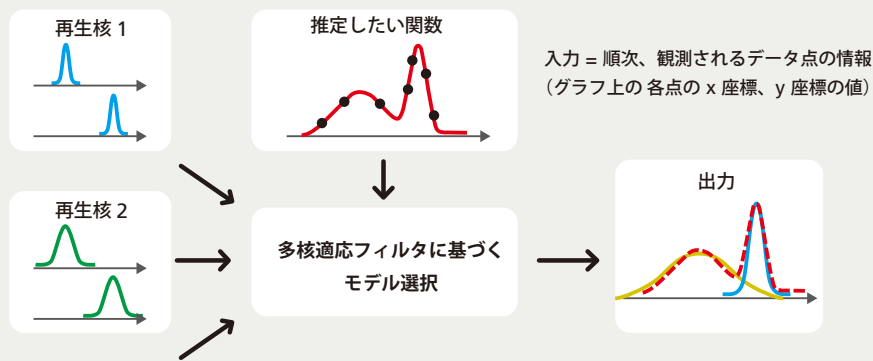 再生核 1
推定したい関数
入力 = 順次、観測されるデータ点の情報
（グラフ上の 各点の x 座標、y 座標の値）
再生核 2
多核適応フィルタに基づく
モデル選択
出力